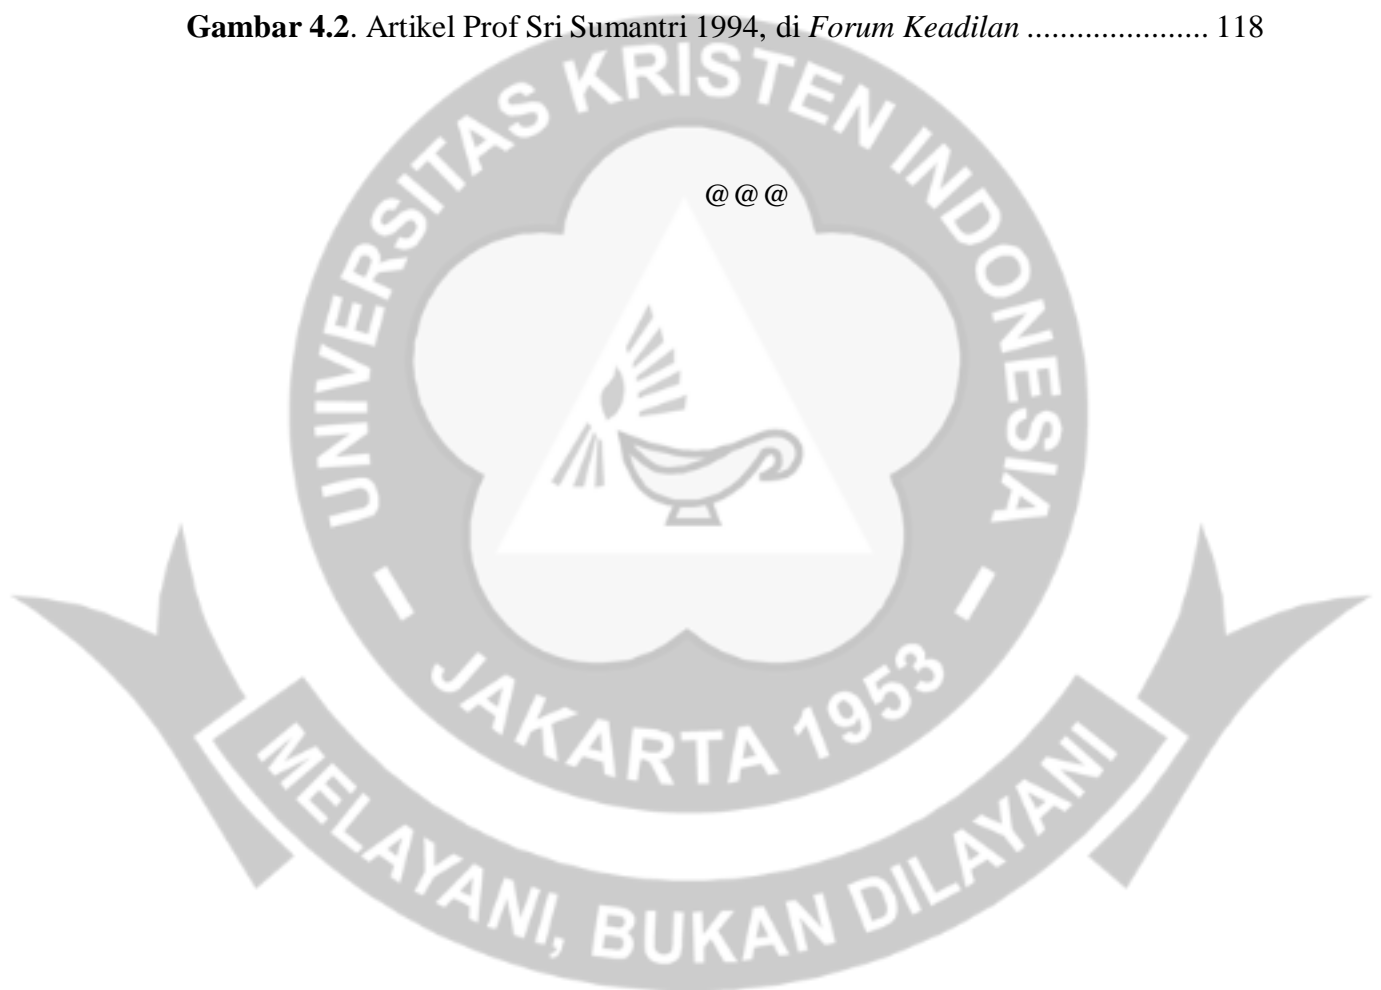 Gambar 4.2. Artikel Prof Sri Sumantri 1994, di Forum Keadilan ...................... 118
@@@
UNIVERSITAS KRISTEN INDONESIA
– JAKARTA 1953 –
MELAYANI, BUKAN DILAYANI